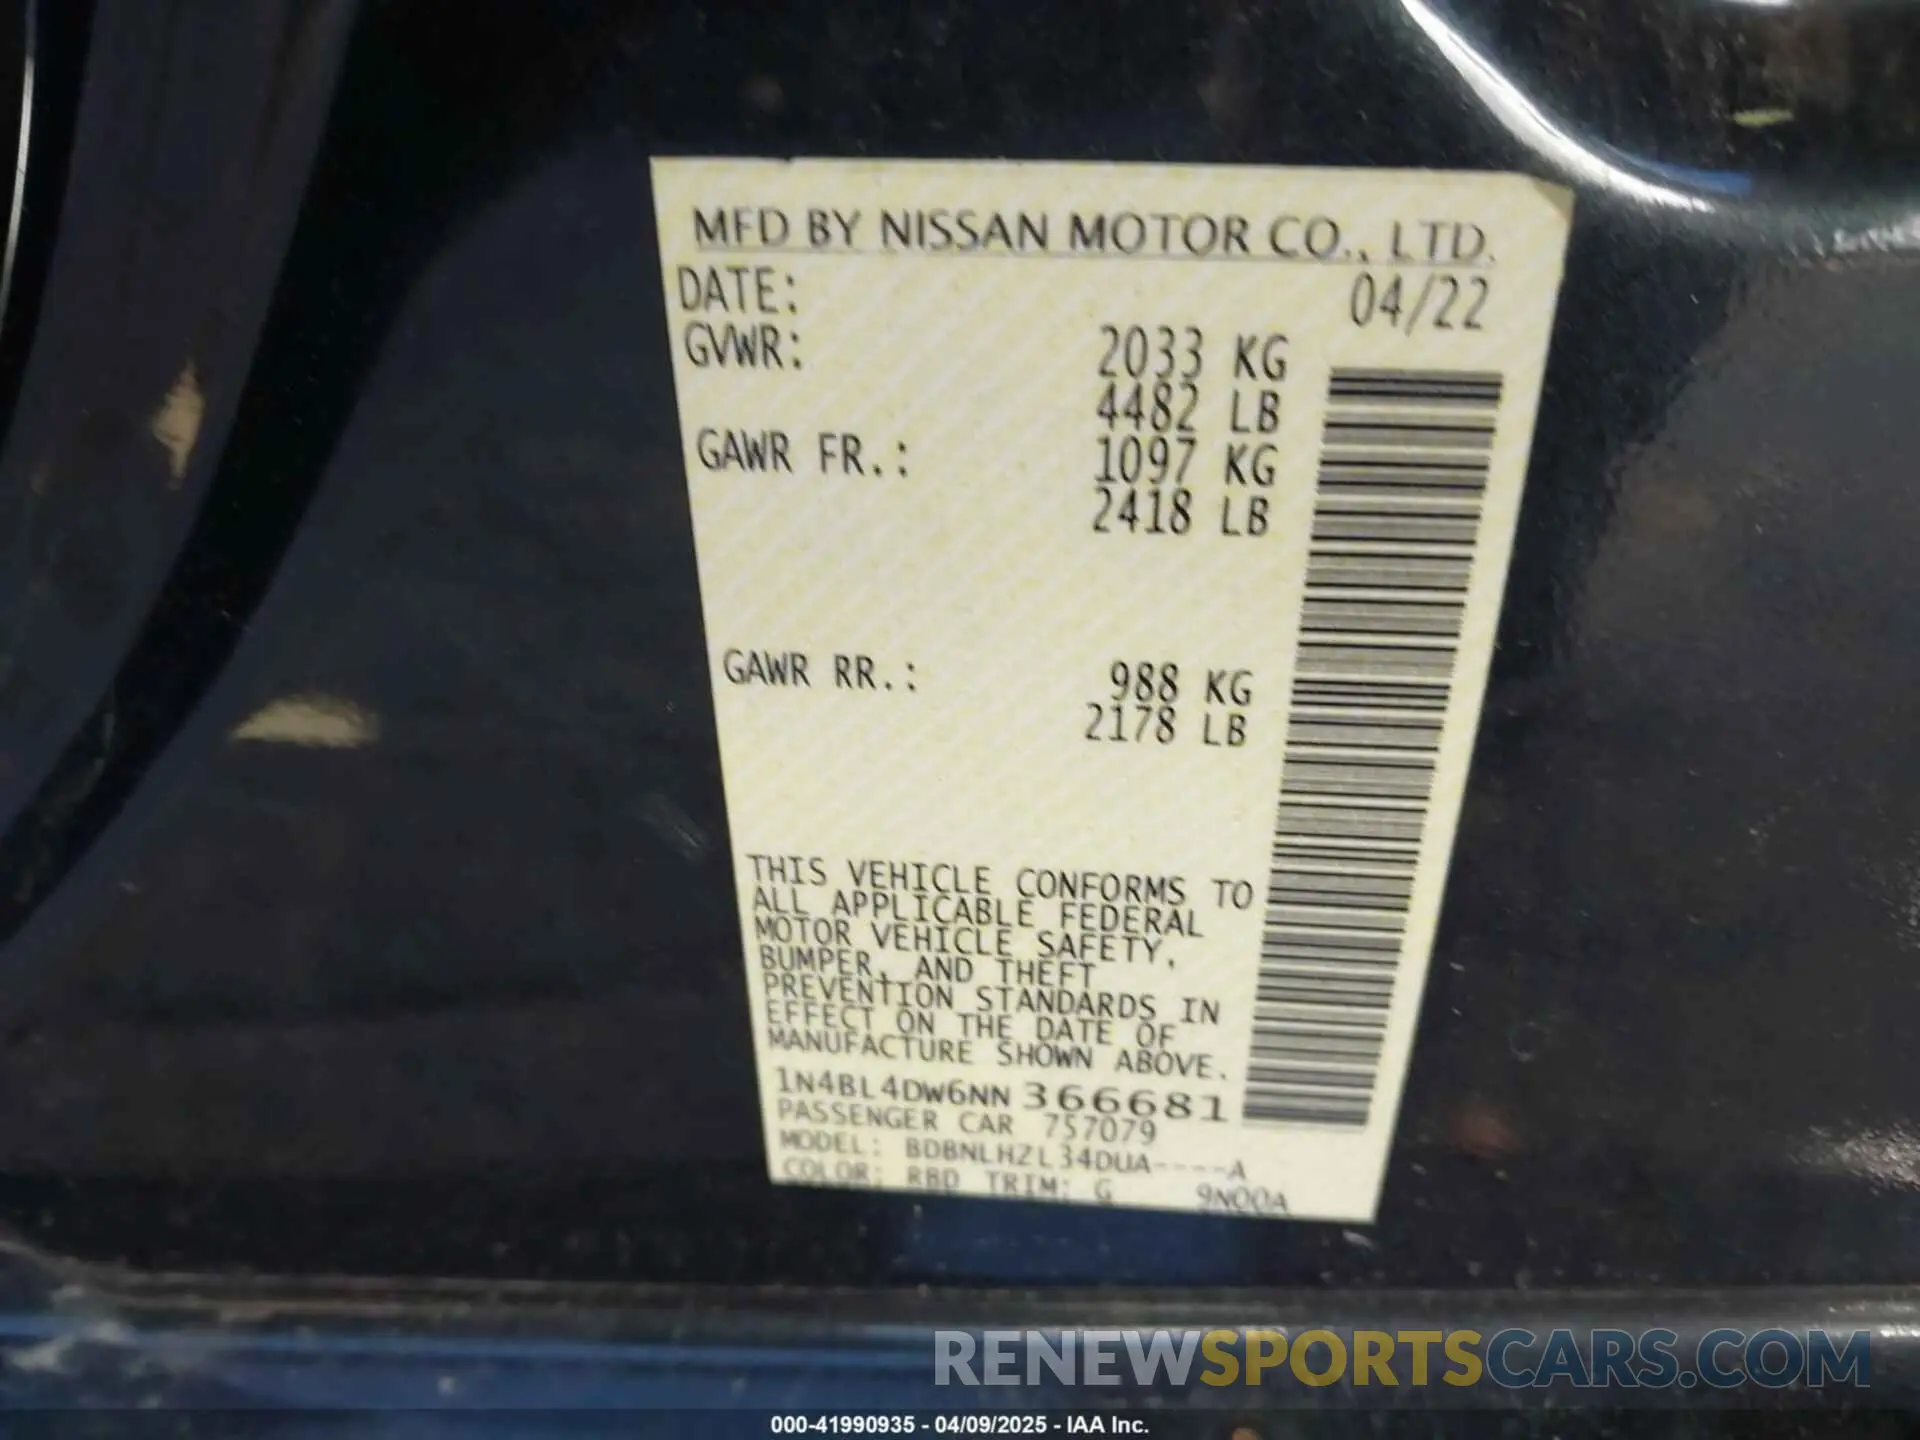 MFD BY NISSAN MOTOR CO., LTD.
DATE: 04/22
GVWR: 2033 KG
4482 LB
GAWR FR.: 1097 KG
2418 LB
GAWR RR.: 988 KG
2178 LB
THIS VEHICLE CONFORMS TO
ALL APPLICABLE FEDERAL
MOTOR VEHICLE SAFETY,
BUMPER, AND THEFT
PREVENTION STANDARDS IN
EFFECT ON THE DATE OF
MANUFACTURE SHOWN ABOVE.
1N4BL4DW6NN366681
PASSENGER CAR 757079
MODEL: BDBNLHZL34DUA----A
COLOR: RBD TRIM: G 9N00A
RENEWSPORTSCARS.COM
000-41990935 - 04/09/2025 - IAA Inc.